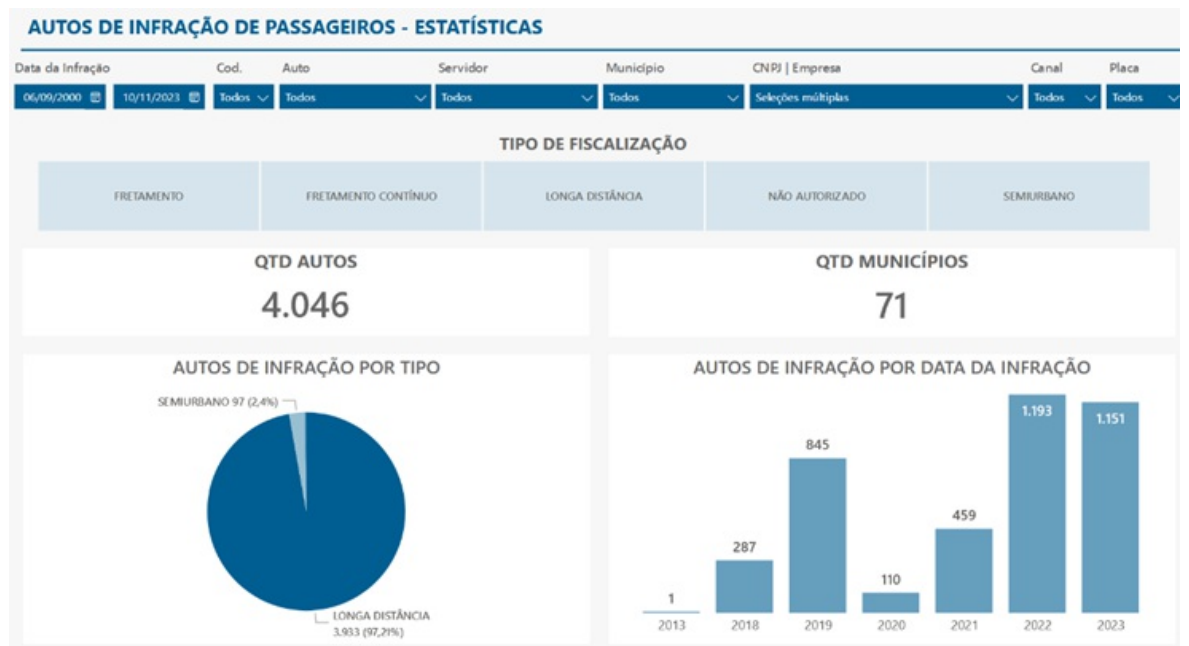 AUTOS DE INFRAÇÃO DE PASSAGEIROS - ESTATÍSTICAS
Data da Infração Cod. Auto Servidor Município CNPJ | Empresa Canal Placa
06/09/2000 10/11/2023 Todos Todos Todos Todos Seleções múltiplas Todos Todos
TIPO DE FISCALIZAÇÃO
FRETAMENTO FRETAMENTO CONTÍNUO LONGA DISTÂNCIA NÃO AUTORIZADO SEMIURBANO
QTD AUTOS
4.046
QTD MUNICÍPIOS
71
AUTOS DE INFRAÇÃO POR TIPO
SEMIURBANO 97 (2,4%)
LONGA DISTÂNCIA
3.933 (97,21%)
AUTOS DE INFRAÇÃO POR DATA DA INFRAÇÃO
1 287 845 110 459 1.193 1.151
2013 2018 2019 2020 2021 2022 2023